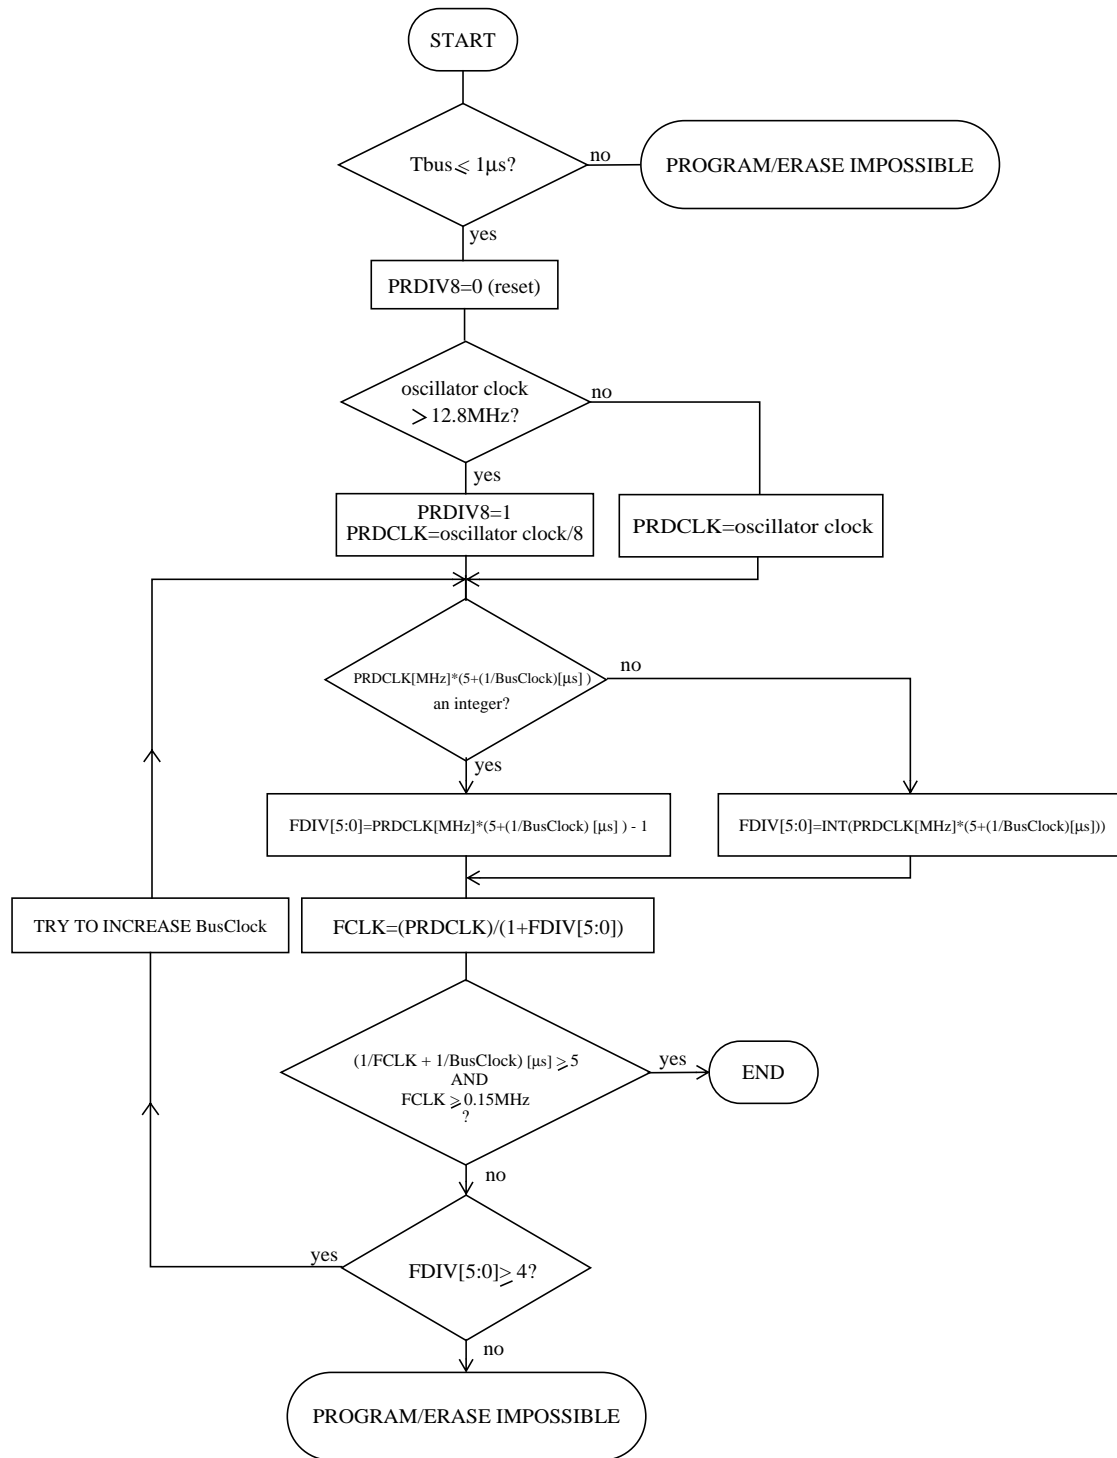 START
Tbus ⩽ 1μs?
no
PROGRAM/ERASE IMPOSSIBLE
yes
PRDIV8=0 (reset)
oscillator clock
> 12.8MHz?
no
yes
PRDIV8=1
PRDCLK=oscillator clock/8
PRDCLK=oscillator clock
PRDCLK[MHz]*(5+(1/BusClock)[μs] )
an integer?
no
yes
FDIV[5:0]=PRDCLK[MHz]*(5+(1/BusClock) [μs] ) - 1
FDIV[5:0]=INT(PRDCLK[MHz]*(5+(1/BusClock)[μs]))
TRY TO INCREASE BusClock
FCLK=(PRDCLK)/(1+FDIV[5:0])
(1/FCLK + 1/BusClock) [μs] ⩾ 5
AND
FCLK ⩾ 0.15MHz
?
yes
END
no
yes
FDIV[5:0] ⩾ 4?
no
PROGRAM/ERASE IMPOSSIBLE